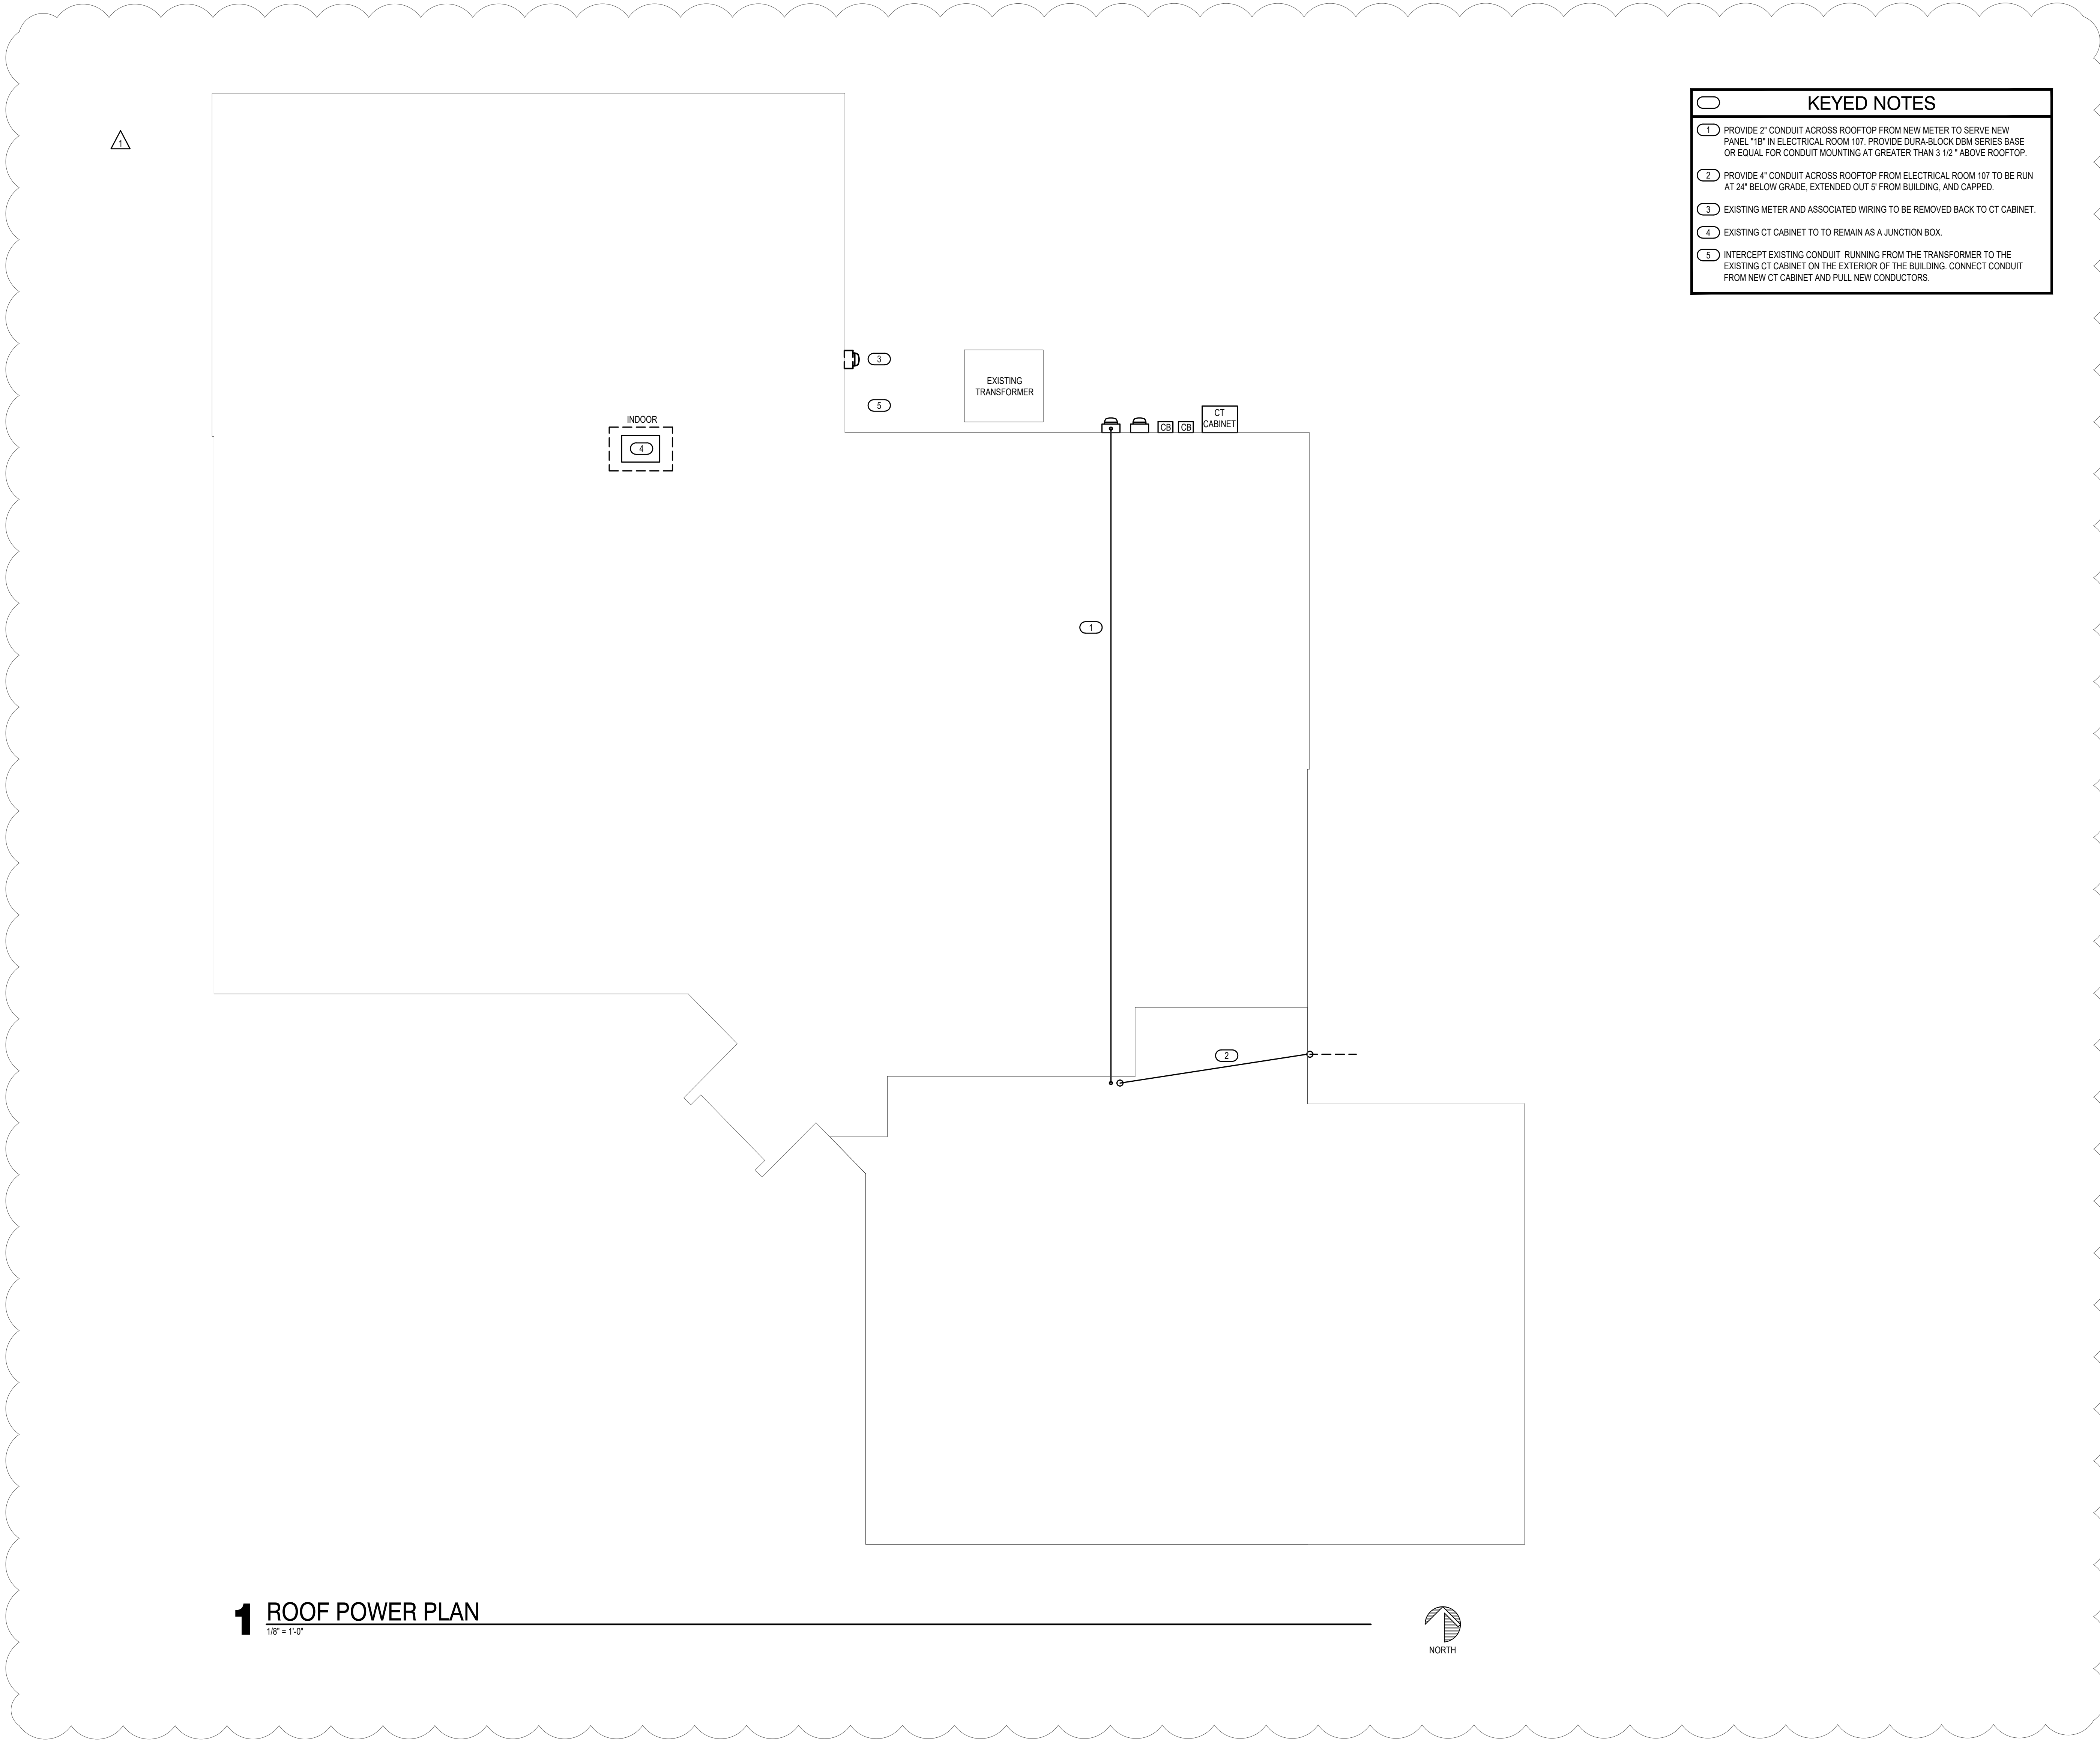 KEYED NOTES
1 PROVIDE 2" CONDUIT ACROSS ROOFTOP FROM NEW METER TO SERVE NEW
PANEL "1B" IN ELECTRICAL ROOM 107. PROVIDE DURA-BLOCK DBM SERIES BASE
OR EQUAL FOR CONDUIT MOUNTING AT GREATER THAN 3 1/2 " ABOVE ROOFTOP.
2 PROVIDE 4" CONDUIT ACROSS ROOFTOP FROM ELECTRICAL ROOM 107 TO BE RUN
AT 24" BELOW GRADE, EXTENDED OUT 5' FROM BUILDING, AND CAPPED.
3 EXISTING METER AND ASSOCIATED WIRING TO BE REMOVED BACK TO CT CABINET.
4 EXISTING CT CABINET TO TO REMAIN AS A JUNCTION BOX.
5 INTERCEPT EXISTING CONDUIT RUNNING FROM THE TRANSFORMER TO THE
EXISTING CT CABINET ON THE EXTERIOR OF THE BUILDING. CONNECT CONDUIT
FROM NEW CT CABINET AND PULL NEW CONDUCTORS.
1
3
EXISTING
TRANSFORMER
5
CT
CABINET
CB
CB
INDOOR
4
1
2
1 ROOF POWER PLAN
1/8" = 1'-0"
NORTH